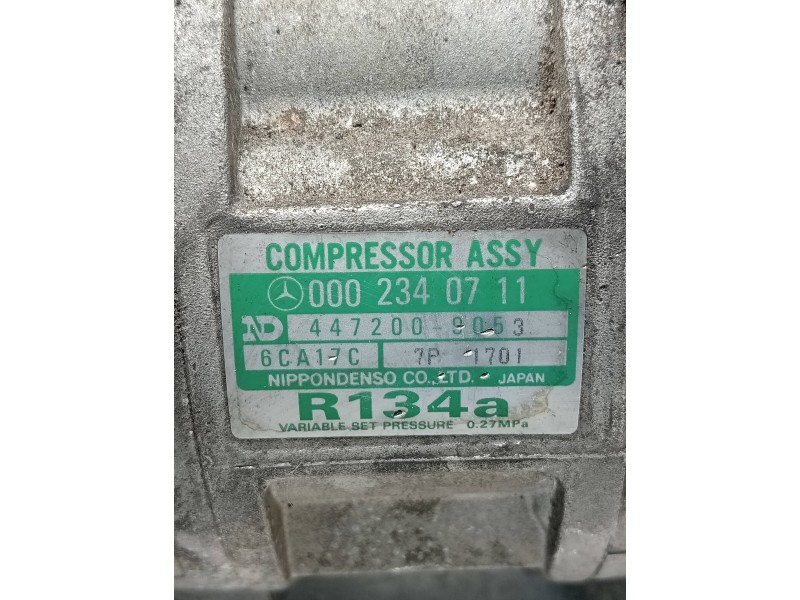 COMPRESSOR ASSY
000 234 07 11
ND 447200-9053
6CA17C 7P 1701
NIPPONDENSO CO.,LTD. JAPAN
R134a
VARIABLE SET PRESSURE 0.27MPa